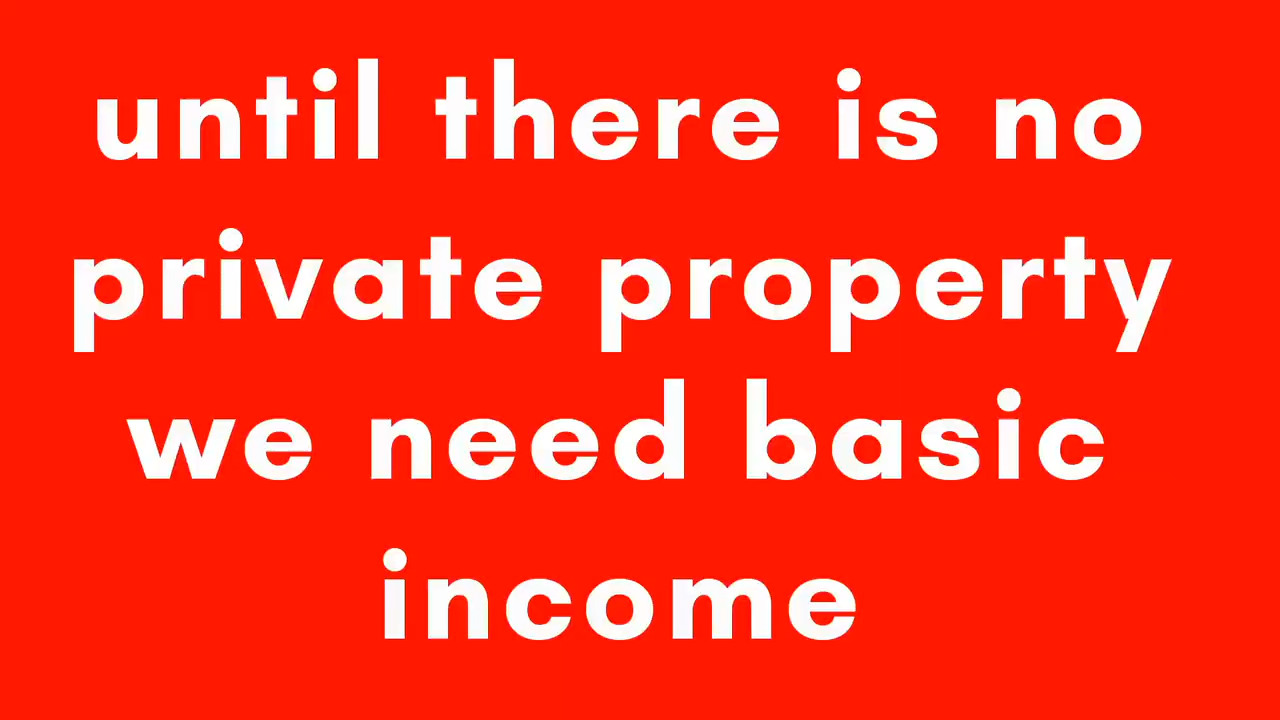 until there is no
private property
we need basic
income